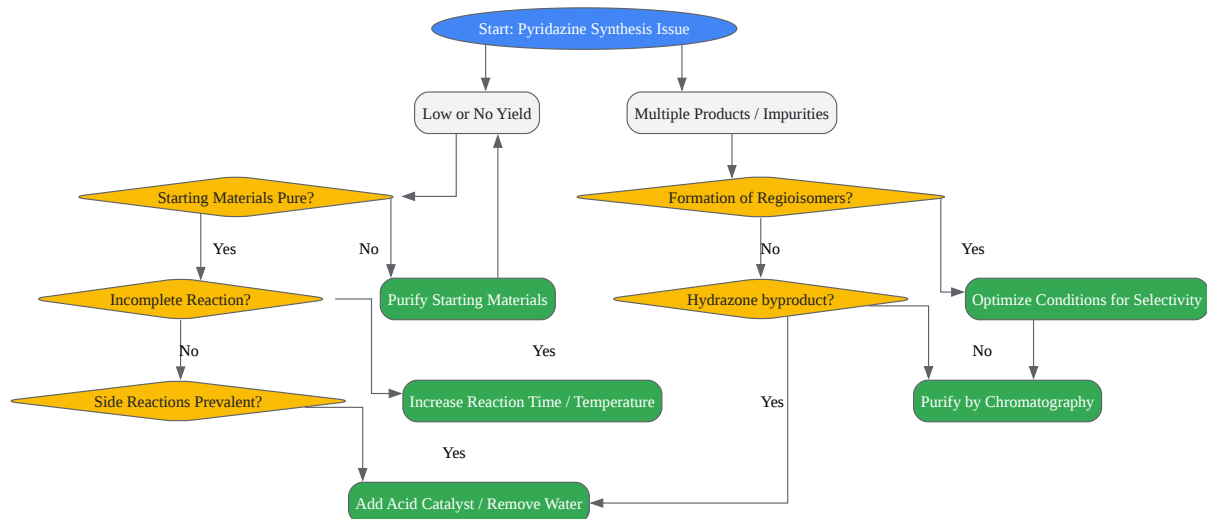 Start: Pyridazine Synthesis Issue
Low or No Yield
Multiple Products / Impurities
Starting Materials Pure?
Formation of Regioisomers?
Yes
No
No
Yes
Incomplete Reaction?
Purify Starting Materials
Hydrazone byproduct?
Optimize Conditions for Selectivity
No
Yes
No
Side Reactions Prevalent?
Increase Reaction Time / Temperature
Yes
Purify by Chromatography
Yes
Add Acid Catalyst / Remove Water